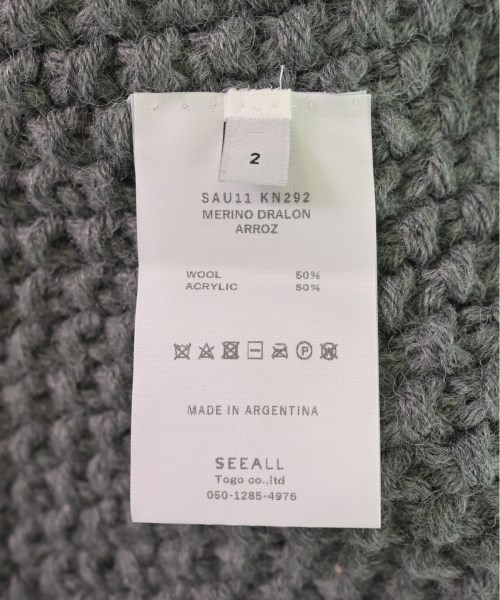 2
SAU11 KN292
MERINO DRALON
ARROZ
WOOL 50%
ACRYLIC 50%
MADE IN ARGENTINA
SEEALL
Togo co.,ltd
050-1285-4976